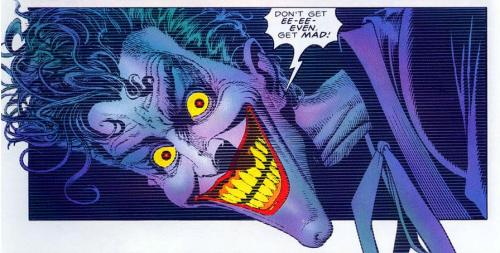 DON'T GET
EE-EE-
EVEN,
GET MAD!